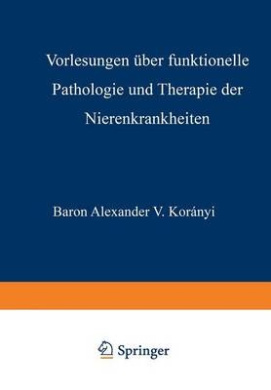 Vorlesungen über funktionelle
Pathologie und Therapie der
Nierenkrankheiten
Baron Alexander V. Korányi
Springer